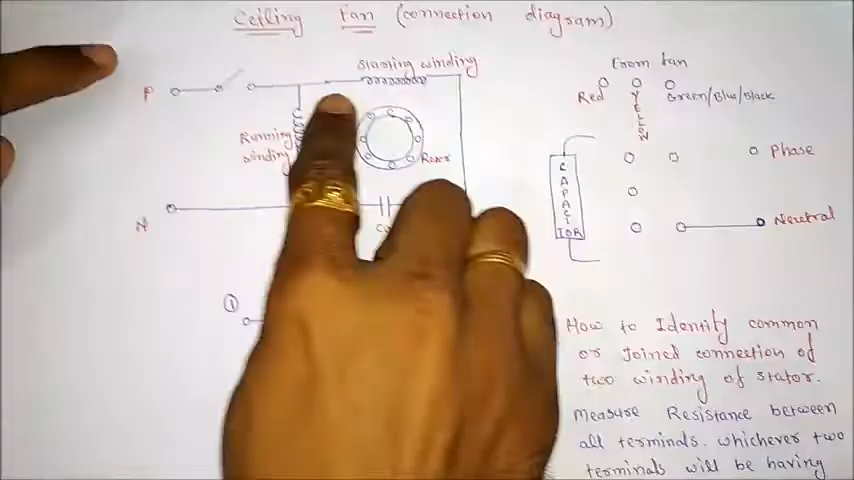 Ceiling fan (connection diagram)
Starting winding
From fan
P
Red
YELLOW
Green/Blue/Black
Running
winding
Rotor
CAPACITOR
Phase
N
Neutral
①
How to Identify common
or Joined connection of
two winding of stator.
Measure Resistance between
all terminals. whichever two
terminals will be having